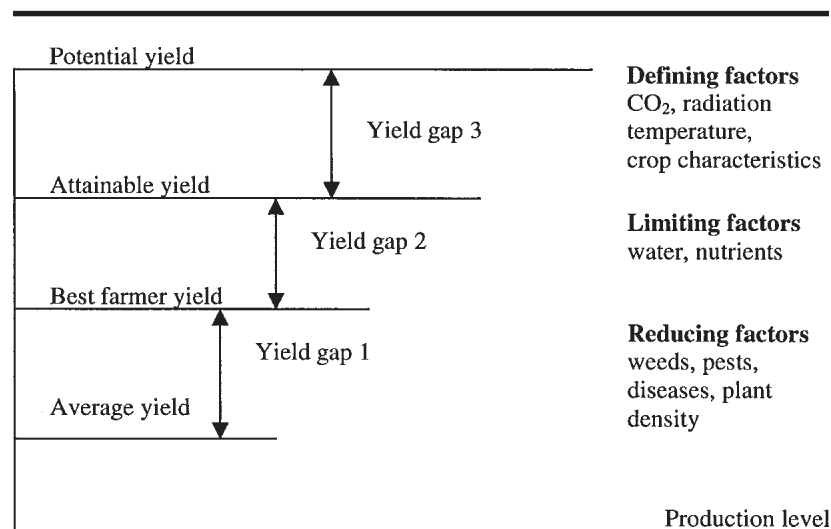 Potential yield
Defining factors
CO₂, radiation
temperature,
crop characteristics
Yield gap 3
Attainable yield
Limiting factors
water, nutrients
Yield gap 2
Best farmer yield
Reducing factors
weeds, pests,
diseases, plant
density
Yield gap 1
Average yield
Production level